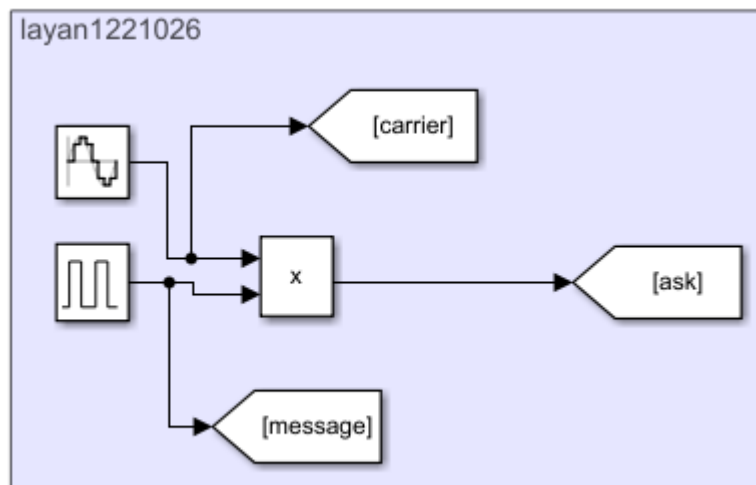 layan1221026
[carrier]
x
[ask]
[message]